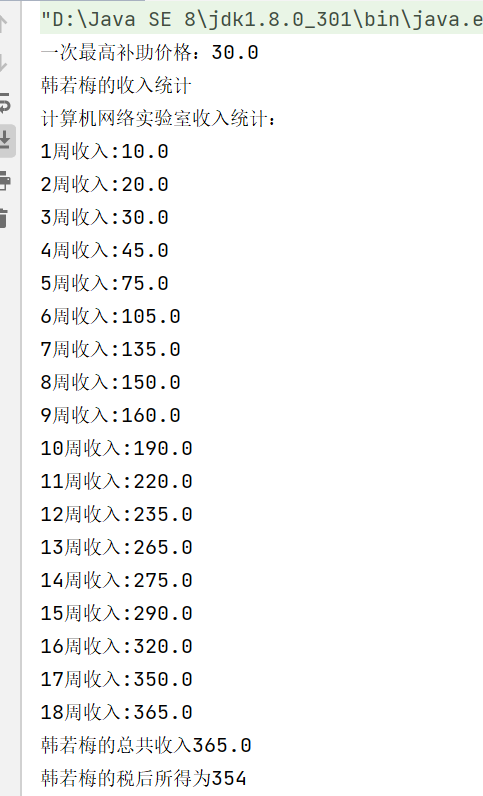 "D:\Java SE 8\jdk1.8.0_301\bin\java.e
一次最高补助价格：30.0
韩若梅的收入统计
计算机网络实验室收入统计：
1周收入:10.0
2周收入:20.0
3周收入:30.0
4周收入:45.0
5周收入:75.0
6周收入:105.0
7周收入:135.0
8周收入:150.0
9周收入:160.0
10周收入:190.0
11周收入:220.0
12周收入:235.0
13周收入:265.0
14周收入:275.0
15周收入:290.0
16周收入:320.0
17周收入:350.0
18周收入:365.0
韩若梅的总共收入365.0
韩若梅的税后所得为354